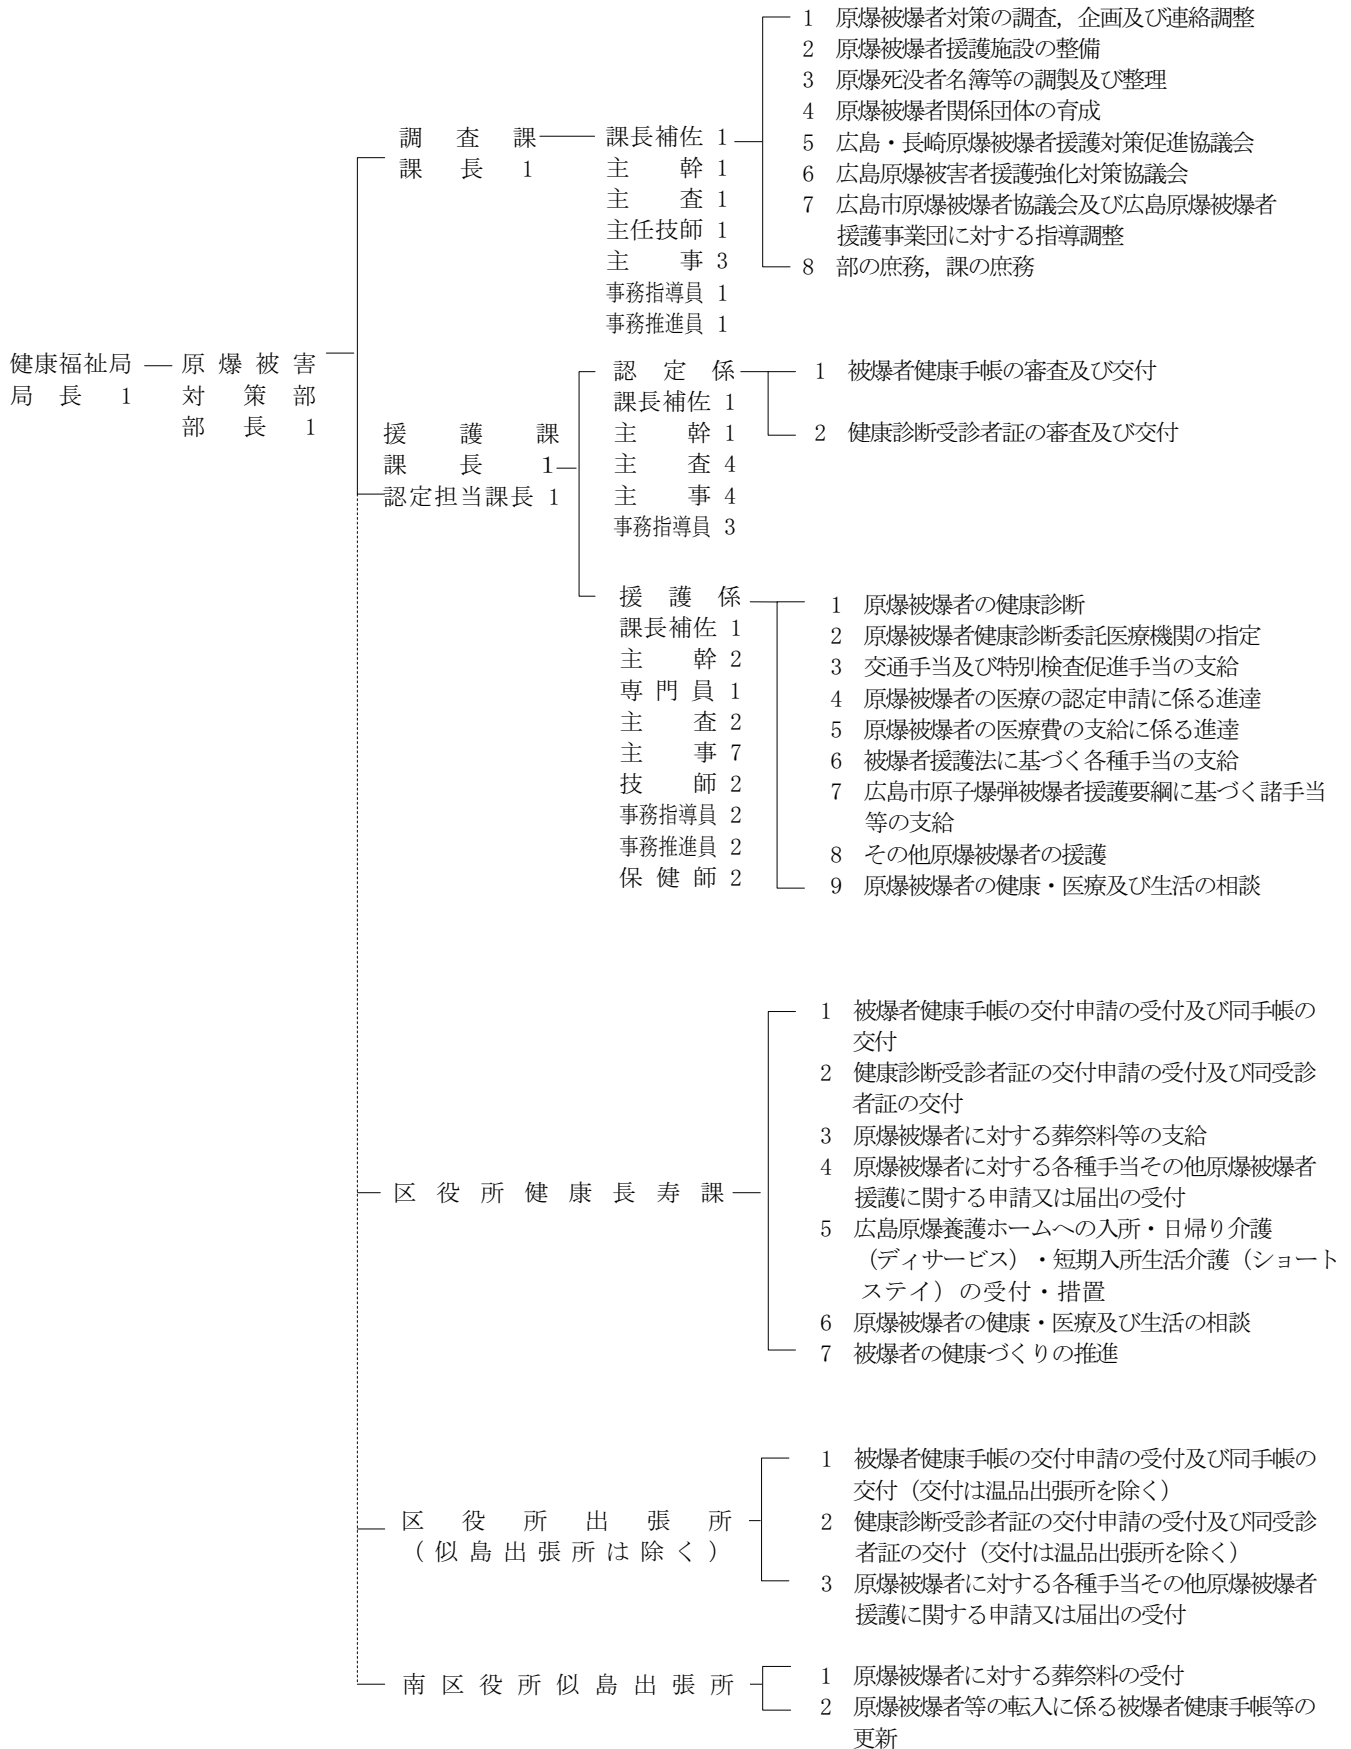 健康福祉局
局長 1
原爆被害
対策部
部長 1
調査課
課長 1
課長補佐 1
主幹 1
主査 1
主任技師 1
主事 3
事務指導員 1
事務推進員 1
1 原爆被爆者対策の調査，企画及び連絡調整
2 原爆被爆者援護施設の整備
3 原爆死没者名簿等の調製及び整理
4 原爆被爆者関係団体の育成
5 広島・長崎原爆被爆者援護対策促進協議会
6 広島原爆被害者援護強化対策協議会
7 広島市原爆被爆者協議会及び広島原爆被爆者
援護事業団に対する指導調整
8 部の庶務，課の庶務
援護課
課長 1
認定担当課長 1
認定係
課長補佐 1
主幹 1
主査 4
主事 4
事務指導員 3
1 被爆者健康手帳の審査及び交付
2 健康診断受診者証の審査及び交付
援護係
課長補佐 1
主幹 2
専門員 1
主査 2
主事 7
技師 2
事務指導員 2
事務推進員 2
保健師 2
1 原爆被爆者の健康診断
2 原爆被爆者健康診断委託医療機関の指定
3 交通手当及び特別検査促進手当の支給
4 原爆被爆者の医療の認定申請に係る進達
5 原爆被爆者の医療費の支給に係る進達
6 被爆者援護法に基づく各種手当の支給
7 広島市原子爆弾被爆者援護要綱に基づく諸手当
等の支給
8 その他原爆被爆者の援護
9 原爆被爆者の健康・医療及び生活の相談
区役所健康長寿課
1 被爆者健康手帳の交付申請の受付及び同手帳の
交付
2 健康診断受診者証の交付申請の受付及び同受診
者証の交付
3 原爆被爆者に対する葬祭料等の支給
4 原爆被爆者に対する各種手当その他原爆被爆者
援護に関する申請又は届出の受付
5 広島原爆養護ホームへの入所・日帰り介護
（ディサービス）・短期入所生活介護（ショート
ステイ）の受付・措置
6 原爆被爆者の健康・医療及び生活の相談
7 被爆者の健康づくりの推進
区役所出張所
（似島出張所は除く）
1 被爆者健康手帳の交付申請の受付及び同手帳の
交付（交付は温品出張所を除く）
2 健康診断受診者証の交付申請の受付及び同受診
者証の交付（交付は温品出張所を除く）
3 原爆被爆者に対する各種手当その他原爆被爆者
援護に関する申請又は届出の受付
南区役所似島出張所
1 原爆被爆者に対する葬祭料の受付
2 原爆被爆者等の転入に係る被爆者健康手帳等の
更新